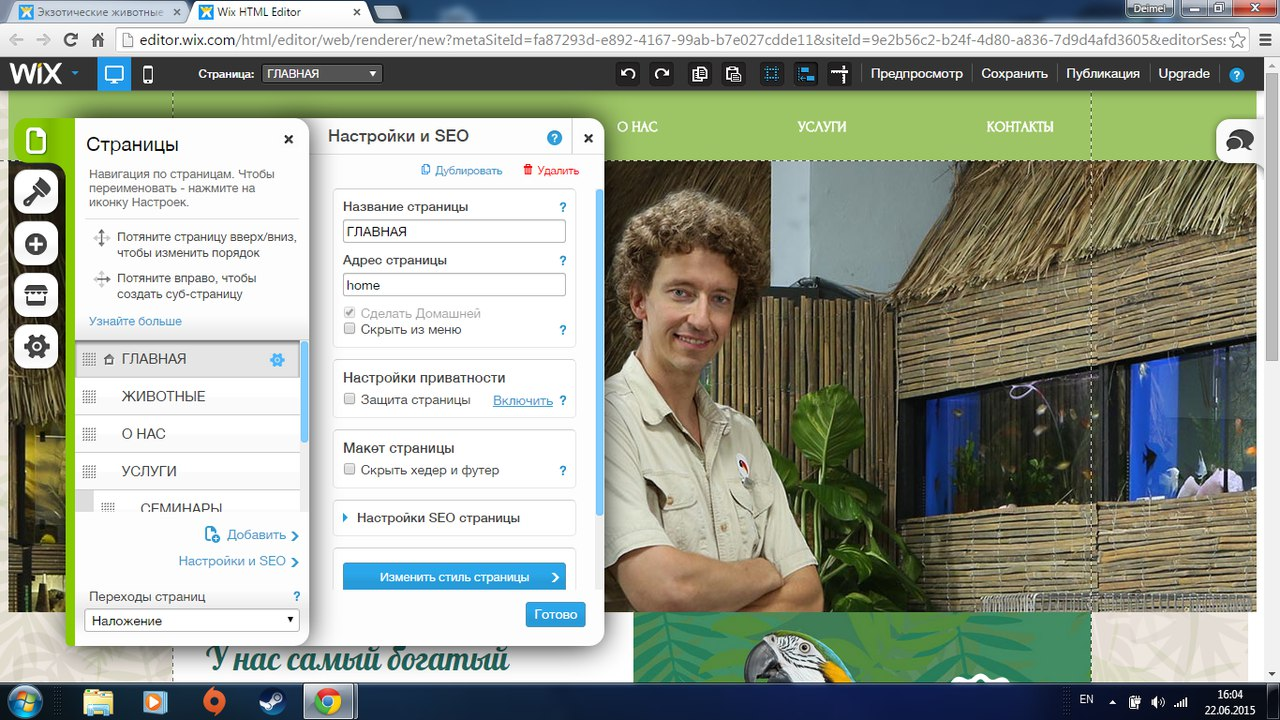 Экзотические животные
Wix HTML Editor
Deimei
editor.wix.com/html/editor/web/renderer/new?metaSiteId=fa87293d-e892-4167-99ab-b7e027cdde11&siteId=9e2b56c2-b24f-4d80-a836-7d9d4afd3605&editorSess
WiX
Страница:
ГЛАВНАЯ
Предпросмотр
Сохранить
Публикация
Upgrade
?
О НАС
УСЛУГИ
КОНТАКТЫ
Страницы
Навигация по страницам. Чтобы
переименовать - нажмите на
иконку Настроек.
Потяните страницу вверх/вниз,
чтобы изменить порядок
Потяните вправо, чтобы
создать суб-страницу
Узнайте больше
ГЛАВНАЯ
ЖИВОТНЫЕ
О НАС
УСЛУГИ
СЕМИНАРЫ
Добавить
Настройки и SEO
Переходы страниц ?
Наложение
Настройки и SEO ?
Дублировать
Удалить
Название страницы ?
ГЛАВНАЯ
Адрес страницы ?
home
Сделать Домашней
Скрыть из меню ?
Настройки приватности
Защита страницы Включить ?
Макет страницы
Скрыть хедер и футер ?
Настройки SEO страницы
Изменить стиль страницы
Готово
У нас самый богатый
EN
16:04
22.06.2015